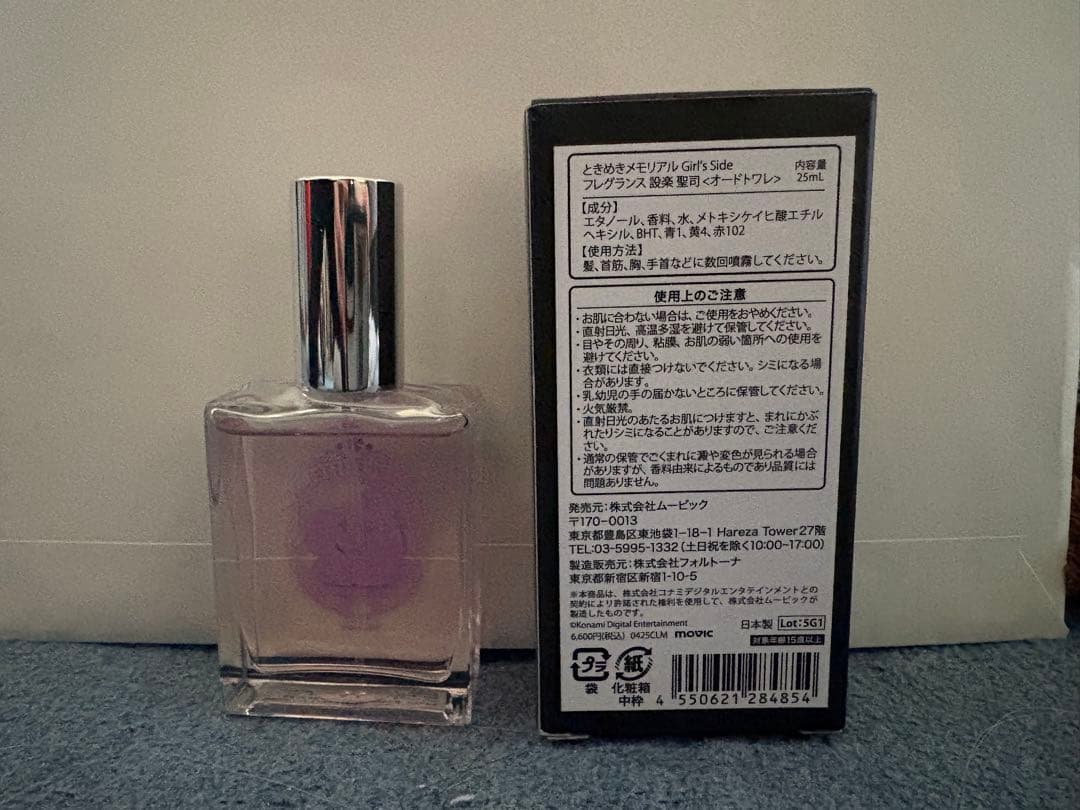 ときめきメモリアル Girl's Side
フレグランス 設楽 聖司<オードトワレ>
内容量
25mL
【成分】
エタノール、香料、水、メトキシケイヒ酸エチル
ヘキシル、BHT、青1、黄4、赤102
【使用方法】
髪、首筋、胸、手首などに数回噴霧してください。
使用上のご注意
・お肌に合わない場合は、ご使用をおやめください。
・直射日光、高温多湿を避けて保管してください。
・目やその周り、粘膜、お肌の弱い箇所への使用を
避けてください。
・衣類には直接つけないでください。シミになる場
合があります。
・乳幼児の手の届かないところに保管してください。
・火気厳禁。
・直射日光のあたるお肌につけますと、まれにかぶ
れたりシミになることがありますので、ご注意くだ
さい。
・通常の保管でごくまれに澱や変色が見られる場合
がありますが、香料由来によるものであり品質には
問題ありません。
発売元:株式会社ムービック
〒170-0013
東京都豊島区東池袋1-18-1 Hareza Tower27階
TEL:03-5995-1332(土日祝を除く10:00-17:00)
製造販売元:株式会社フォルトーナ
東京都新宿区新宿1-10-5
※本商品は、株式会社コナミデジタルエンタテインメントとの
契約により許諾された権利を使用して、株式会社ムービックが
製造したものです。
©Konami Digital Entertainment
6,600円(税込) 0425CLM movic
日本製 Lot:5G1
対象年齢15歳以上
プラ
袋
紙
化粧箱
中枠
4 550621 284854